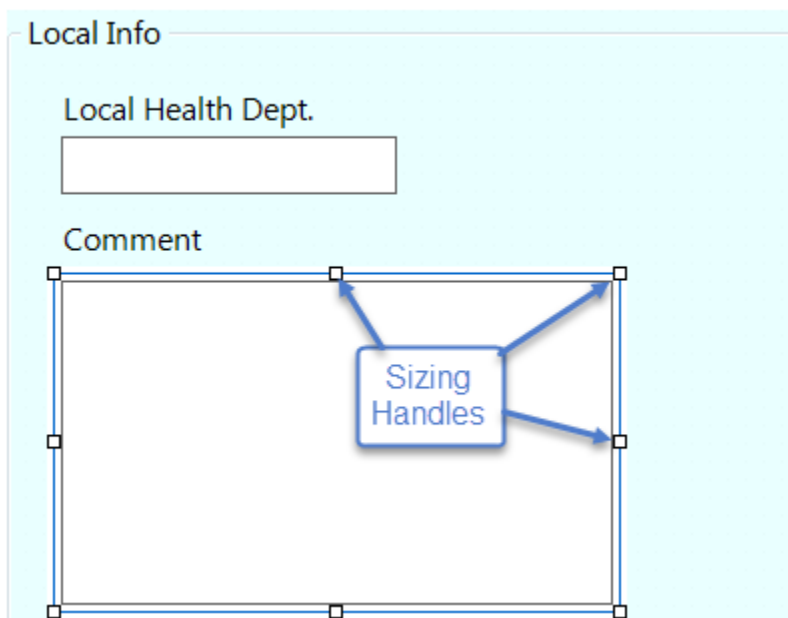 Local Info
Local Health Dept.
Comment
Sizing
Handles